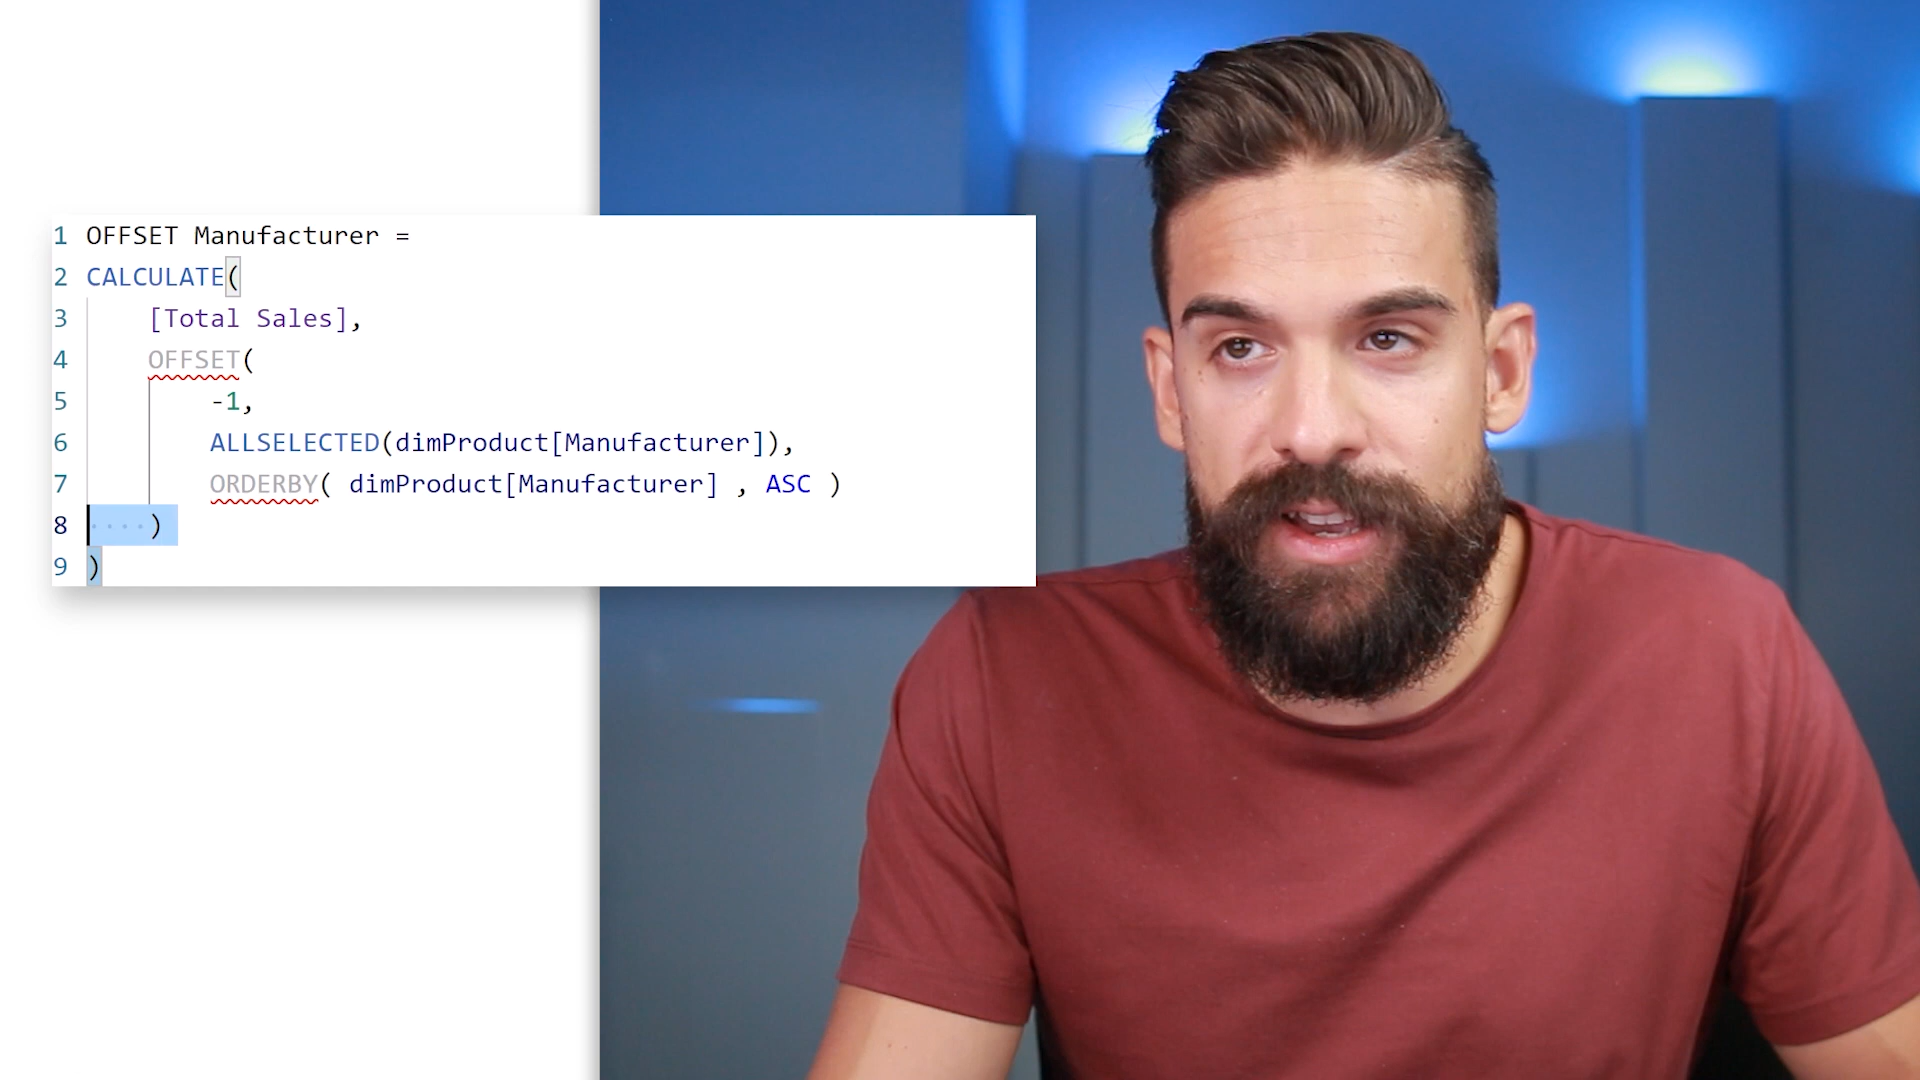 1 OFFSET Manufacturer =
2 CALCULATE(
3 [Total Sales],
4 OFFSET(
5 -1,
6 ALLSELECTED(dimProduct[Manufacturer]),
7 ORDERBY( dimProduct[Manufacturer] , ASC )
8 )
9 )